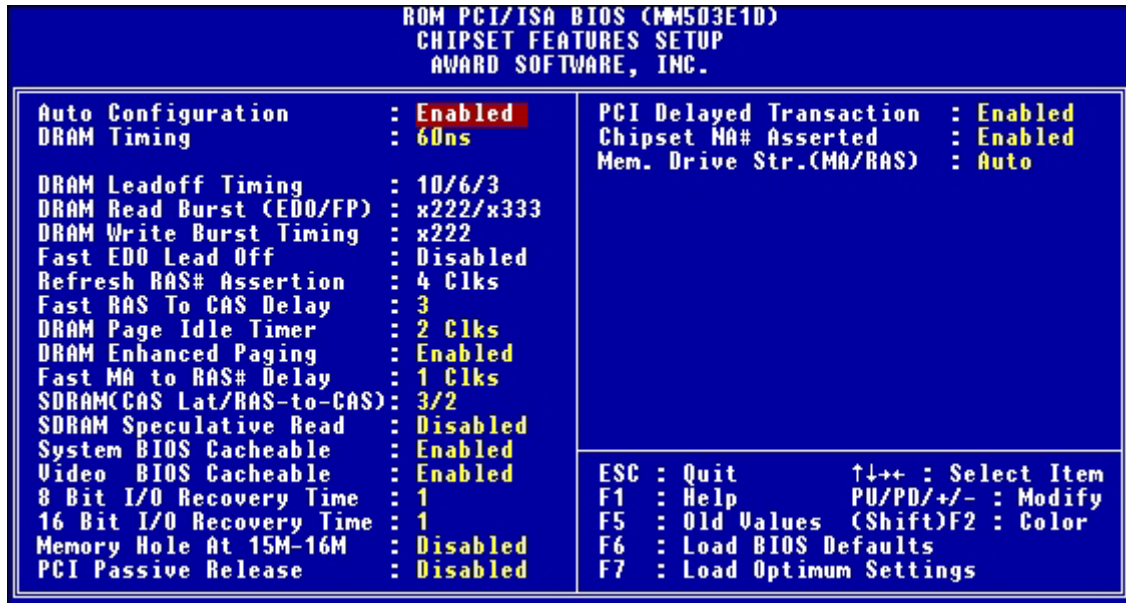 ROM PCI/ISA BIOS (MM503E1D)
CHIPSET FEATURES SETUP
AWARD SOFTWARE, INC.
Auto Configuration : Enabled
DRAM Timing : 60ns
DRAM Leadoff Timing : 10/6/3
DRAM Read Burst (EDO/FP) : x222/x333
DRAM Write Burst Timing : x222
Fast EDO Lead Off : Disabled
Refresh RAS# Assertion : 4 Clks
Fast RAS To CAS Delay : 3
DRAM Page Idle Timer : 2 Clks
DRAM Enhanced Paging : Enabled
Fast MA to RAS# Delay : 1 Clks
SDRAM(CAS Lat/RAS-to-CAS): 3/2
SDRAM Speculative Read : Disabled
System BIOS Cacheable : Enabled
Video BIOS Cacheable : Enabled
8 Bit I/O Recovery Time : 1
16 Bit I/O Recovery Time : 1
Memory Hole At 15M-16M : Disabled
PCI Passive Release : Disabled
PCI Delayed Transaction : Enabled
Chipset NA# Asserted : Enabled
Mem. Drive Str.(MA/RAS) : Auto
ESC : Quit ↑↓→← : Select Item
F1 : Help PU/PD/+/- : Modify
F5 : Old Values (Shift)F2 : Color
F6 : Load BIOS Defaults
F7 : Load Optimum Settings